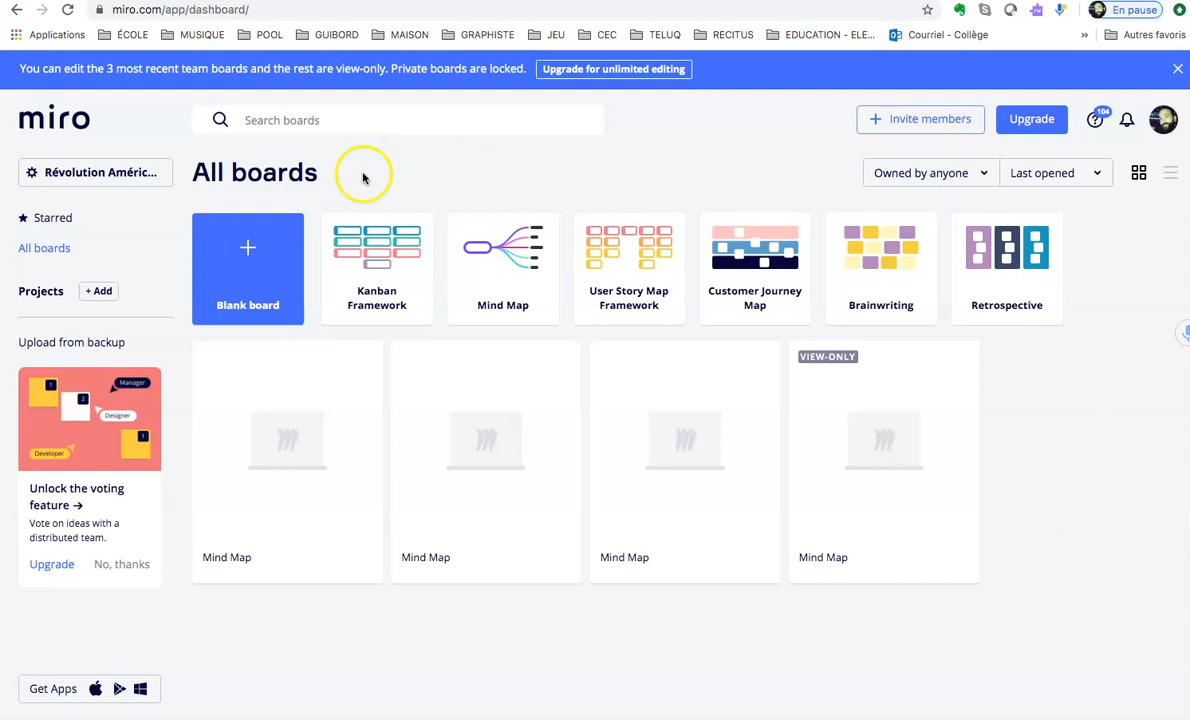 miro.com/app/dashboard/
En pause
Applications ÉCOLE MUSIQUE POOL GUIBORD MAISON GRAPHISTE JEU CEC TELUQ RECITUS EDUCATION - ELE... Courriel - Collège » Autres favoris
You can edit the 3 most recent team boards and the rest are view-only. Private boards are locked. Upgrade for unlimited editing
miro
Search boards
+ Invite members
Upgrade
104
Révolution Améric...
All boards
Owned by anyone
Last opened
Starred
All boards
Projects
+ Add
Upload from backup
Blank board
Kanban
Framework
Mind Map
User Story Map
Framework
Customer Journey
Map
Brainwriting
Retrospective
Manager
1
2
Designer
1
Developer
Unlock the voting
feature →
Vote on ideas with a
distributed team.
Upgrade No, thanks
Mind Map
Mind Map
Mind Map
VIEW-ONLY
Mind Map
Get Apps